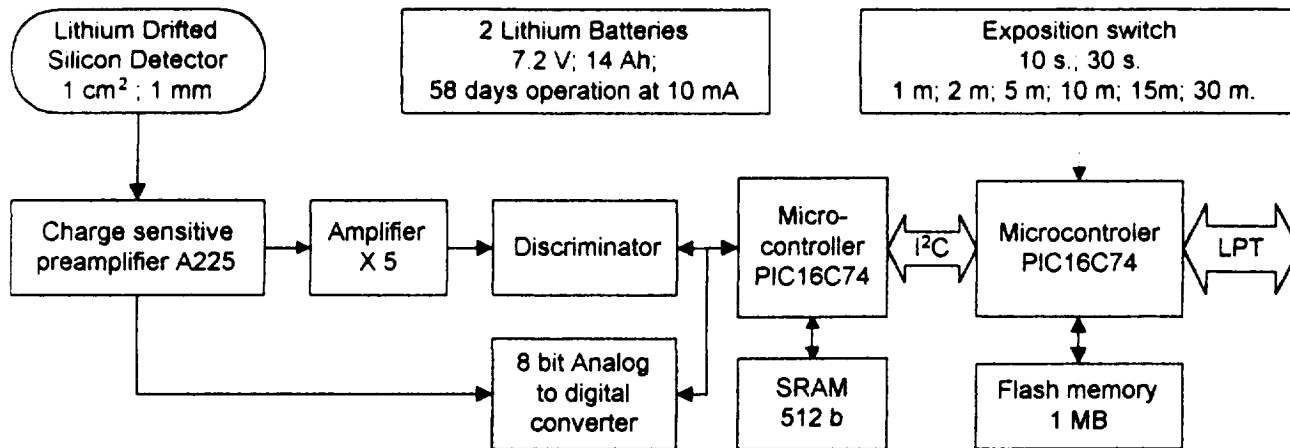 Lithium Drifted
Silicon Detector
1 cm² ; 1 mm
2 Lithium Batteries
7.2 V; 14 Ah;
58 days operation at 10 mA
Exposition switch
10 s.; 30 s.
1 m; 2 m; 5 m; 10 m; 15m; 30 m.
Charge sensitive
preamplifier A225
Amplifier
X 5
Discriminator
Micro-
controller
PIC16C74
I²C
Microcontroler
PIC16C74
LPT
8 bit Analog
to digital
converter
SRAM
512 b
Flash memory
1 MB